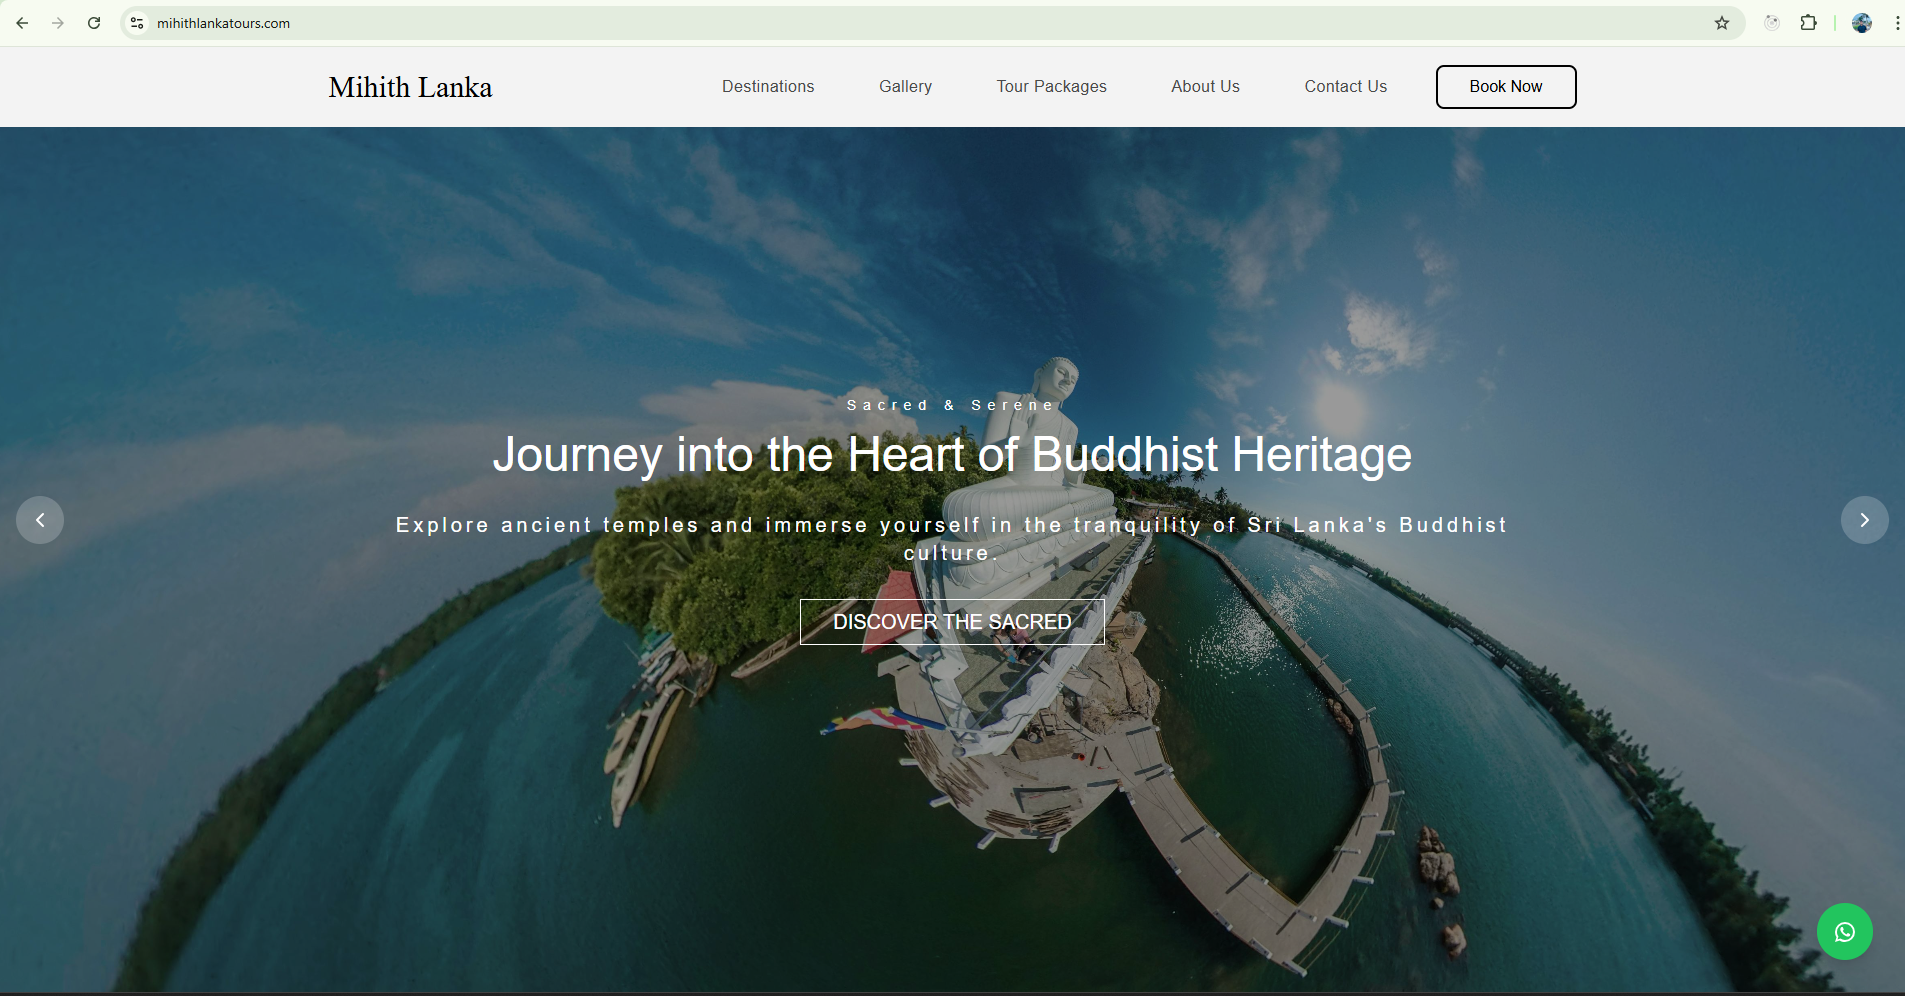 mihithlankatours.com
Mihith Lanka
Destinations
Gallery
Tour Packages
About Us
Contact Us
Book Now
Sacred & Serene
Journey into the Heart of Buddhist Heritage
Explore ancient temples and immerse yourself in the tranquility of Sri Lanka's Buddhist
culture.
DISCOVER THE SACRED